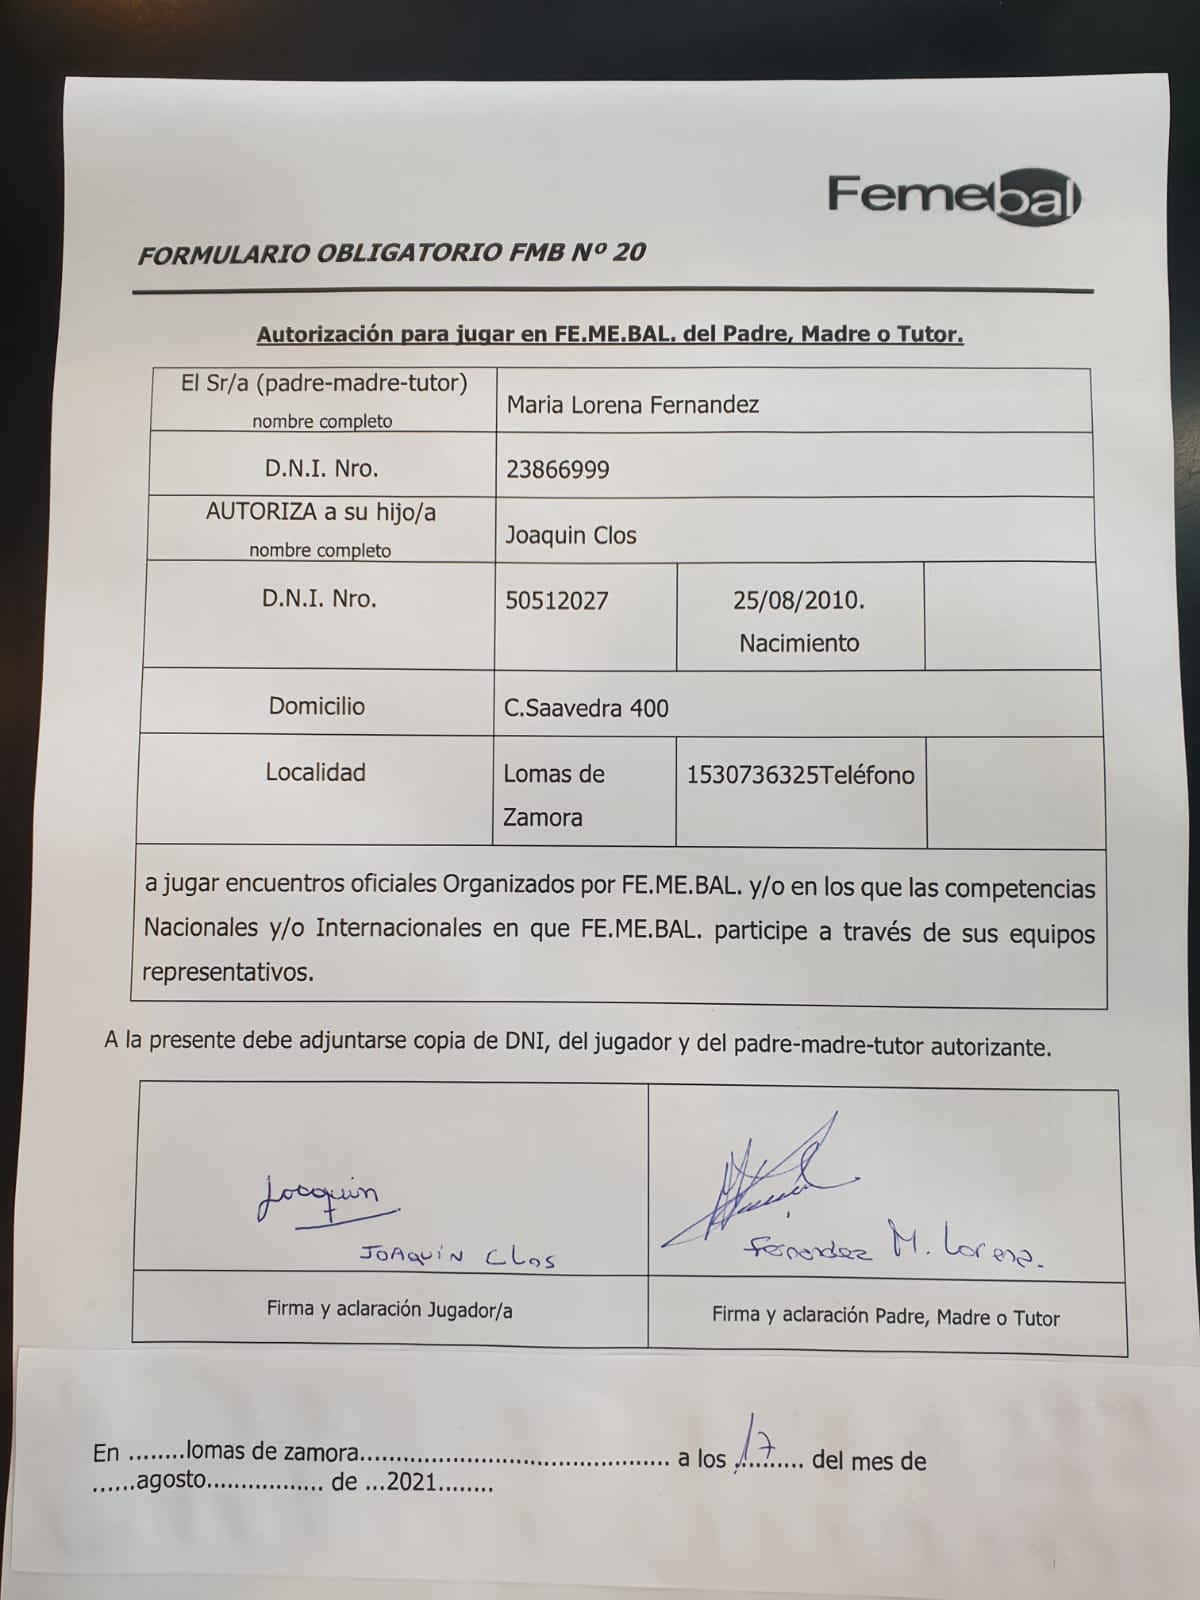 Femebal
FORMULARIO OBLIGATORIO FMB Nº 20
Autorización para jugar en FE.ME.BAL. del Padre, Madre o Tutor.
El Sr/a (padre-madre-tutor)
nombre completo
Maria Lorena Fernandez
D.N.I. Nro.
23866999
AUTORIZA a su hijo/a
nombre completo
Joaquin Clos
D.N.I. Nro.
50512027
25/08/2010.
Nacimiento
Domicilio
C.Saavedra 400
Localidad
Lomas de
Zamora
1530736325Teléfono
a jugar encuentros oficiales Organizados por FE.ME.BAL. y/o en los que las competencias
Nacionales y/o Internacionales en que FE.ME.BAL. participe a través de sus equipos
representativos.
A la presente debe adjuntarse copia de DNI, del jugador y del padre-madre-tutor autorizante.
Joaquin
JOAQUÍN CLOS
Fernandez M. Lorena.
Firma y aclaración Jugador/a
Firma y aclaración Padre, Madre o Tutor
En ........lomas de zamora............................................. a los 17 .......... del mes de
......agosto................. de ...2021........